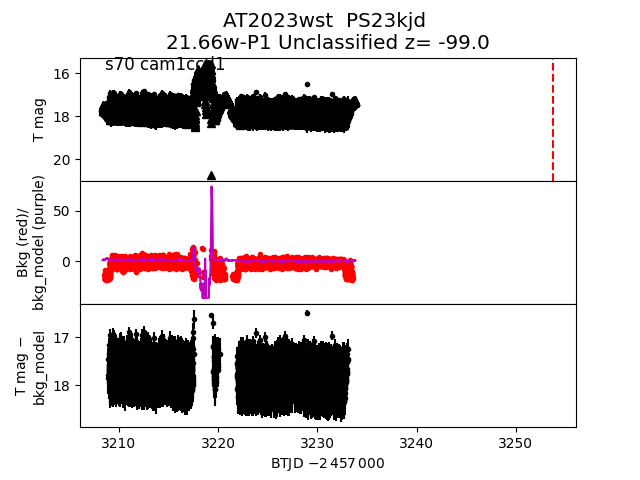 AT2023wst  PS23kjd
21.66w-P1 Unclassified z= -99.0
s70 cam1ccd1
16
18
20
T mag
50
0
Bkg (red)/
bkg_model (purple)
17
18
T mag −
bkg_model
3210 3220 3230 3240 3250
BTJD −2 457 000